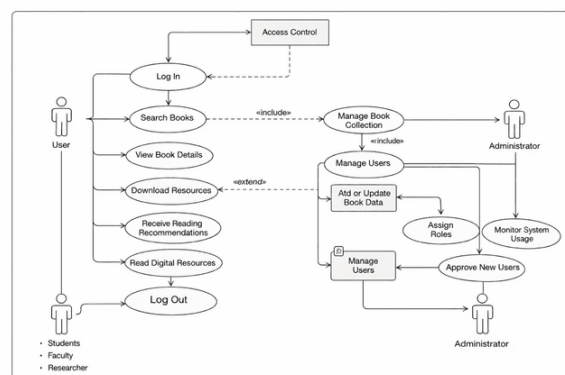 Access Control
Log In
Search Books
«include»
Manage Book
Collection
User
Administrator
«include»
View Book Details
Manage Users
Download Resources
«extend»
Atd or Update
Book Data
Receive Reading
Recommendations
Assign
Roles
Monitor System
Usage
Read Digital Resources
Manage
Users
Approve New Users
Log Out
Administrator
• Students
• Faculty
• Researcher